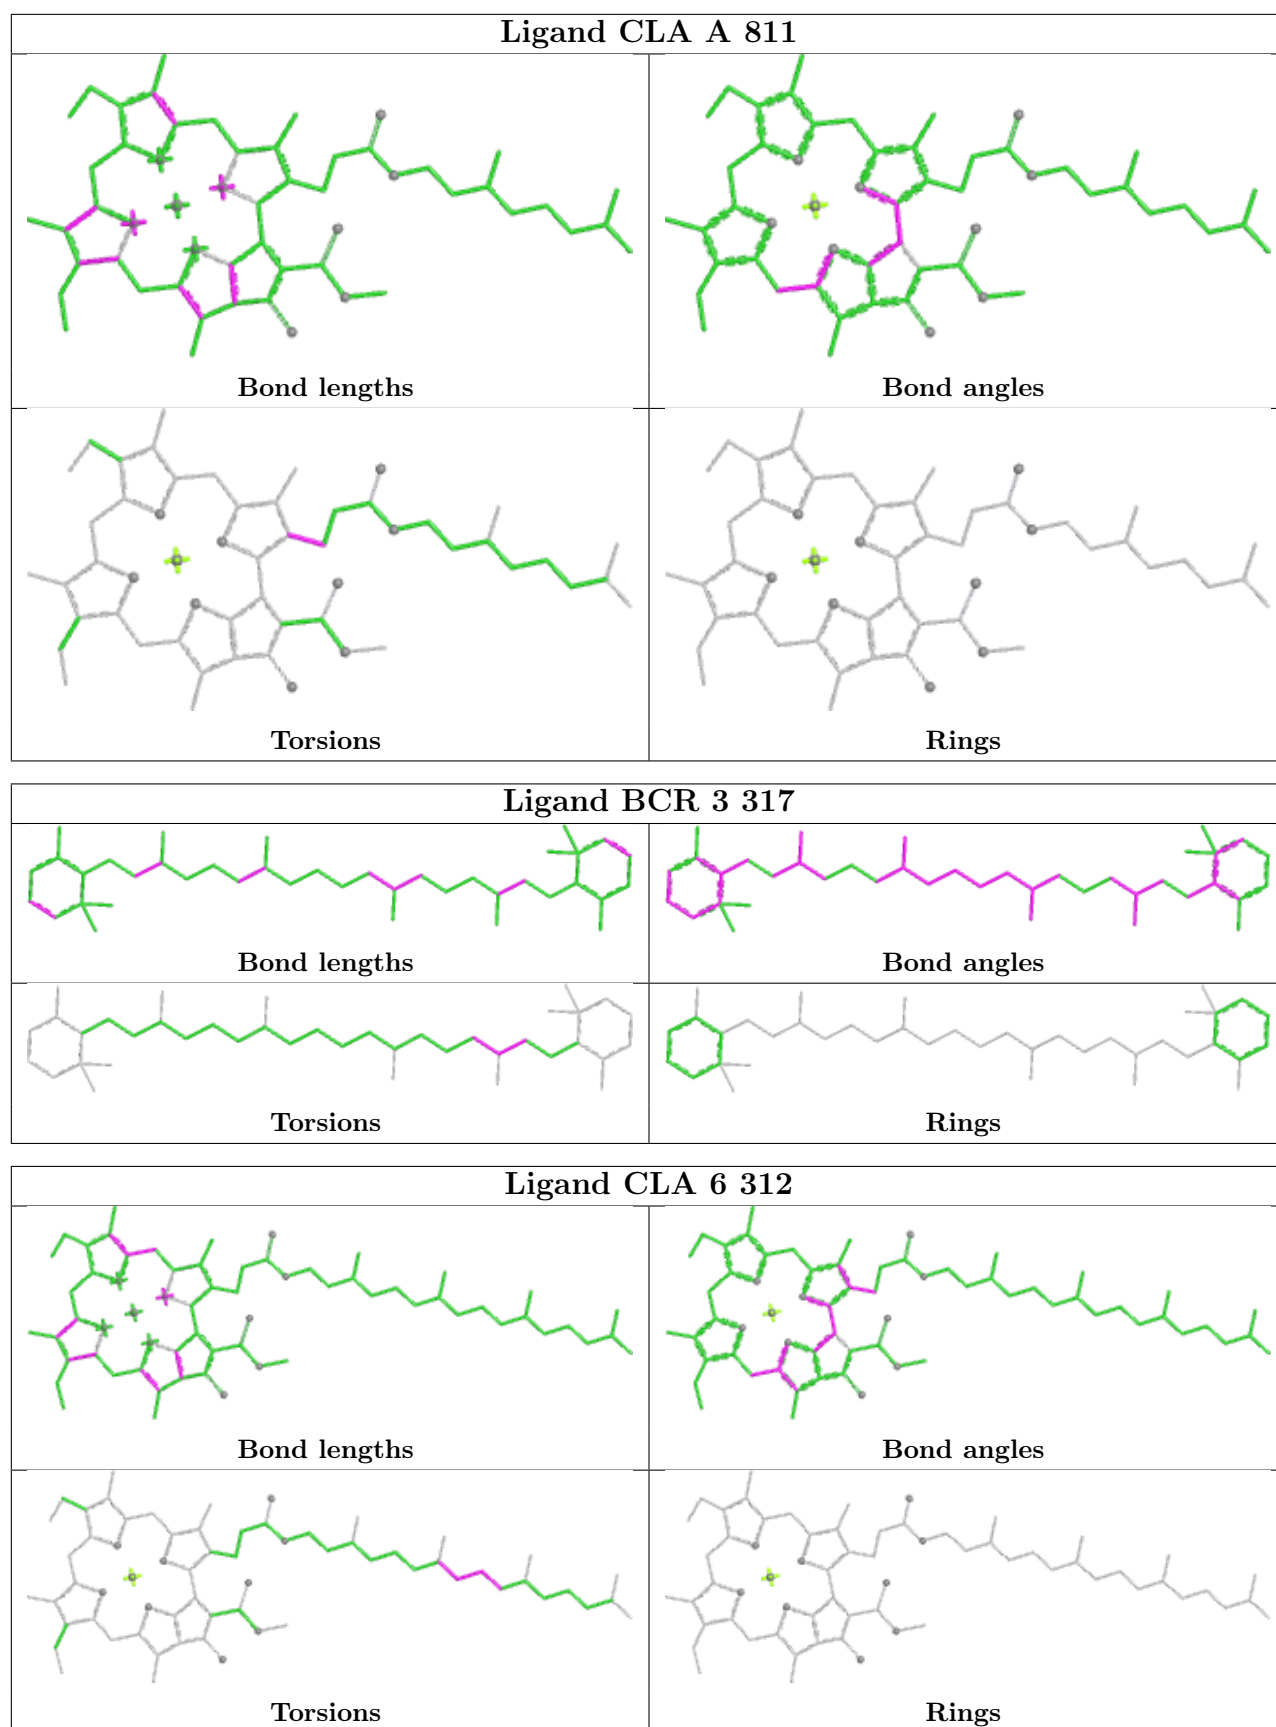 Ligand CLA A 811
Bond lengths
Bond angles
Torsions
Rings
Ligand BCR 3 317
Bond lengths
Bond angles
Torsions
Rings
Ligand CLA 6 312
Bond lengths
Bond angles
Torsions
Rings